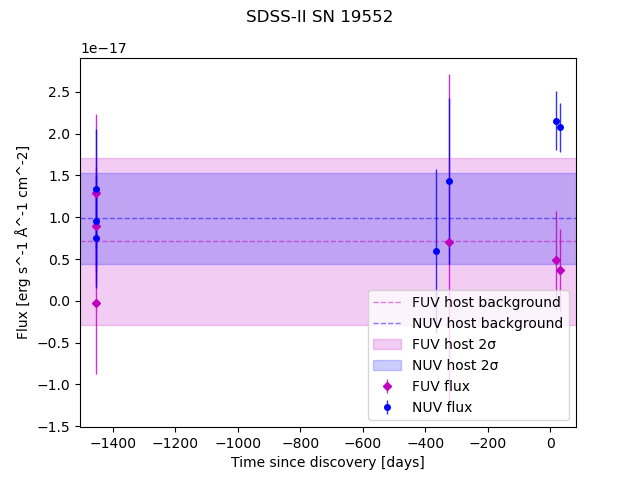 SDSS-II SN 19552
1e−17
2.5
2.0
1.5
1.0
0.5
0.0
−0.5
−1.0
−1.5
Flux [erg s^-1 Å^-1 cm^-2]
FUV host background
NUV host background
FUV host 2σ
NUV host 2σ
FUV flux
NUV flux
−1400 −1200 −1000 −800 −600 −400 −200 0
Time since discovery [days]